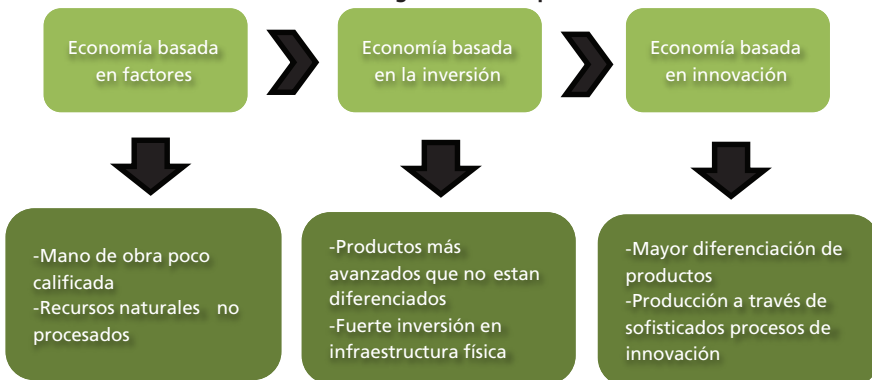 Economía basada
en factores
Economía basada
en la inversión
Economía basada
en innovación
-Mano de obra poco
calificada
-Recursos naturales no
procesados
-Productos más
avanzados que no estan
diferenciados
-Fuerte inversión en
infraestructura física
-Mayor diferenciación de
productos
-Producción a través de
sofisticados procesos de
innovación